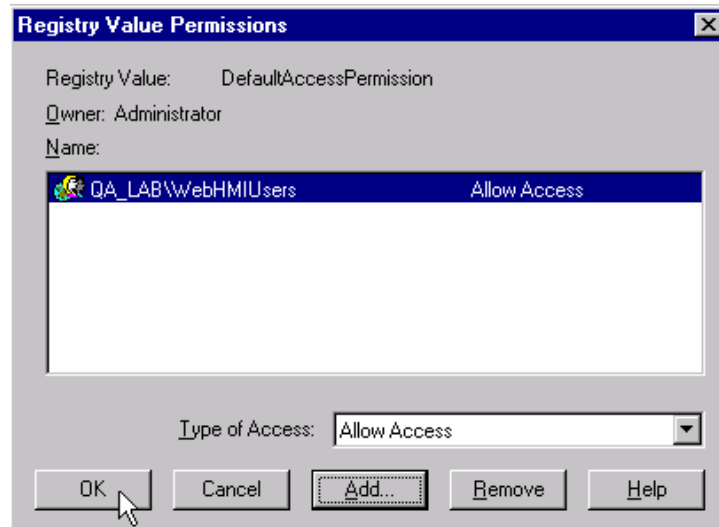 Registry Value Permissions
Registry Value: DefaultAccessPermission
Owner: Administrator
Name:
QA_LAB\WebHMIUsers Allow Access
Type of Access: Allow Access
OK Cancel Add... Remove Help